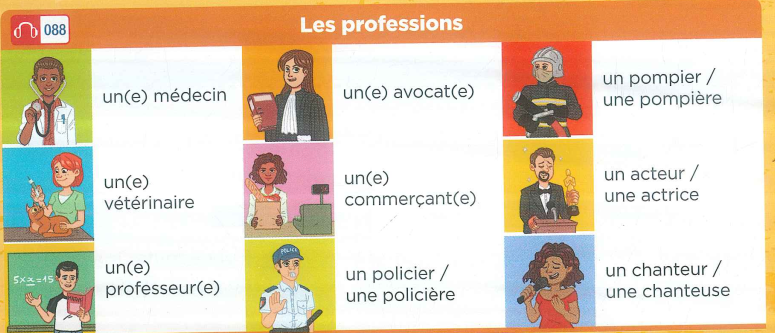 088
Les professions
un(e) médecin
un(e) avocat(e)
un pompier /
une pompière
un(e)
vétérinaire
un(e)
commerçant(e)
un acteur /
une actrice
5 x x = 15
un(e)
professeur(e)
POLICE
un policier /
une policière
un chanteur /
une chanteuse